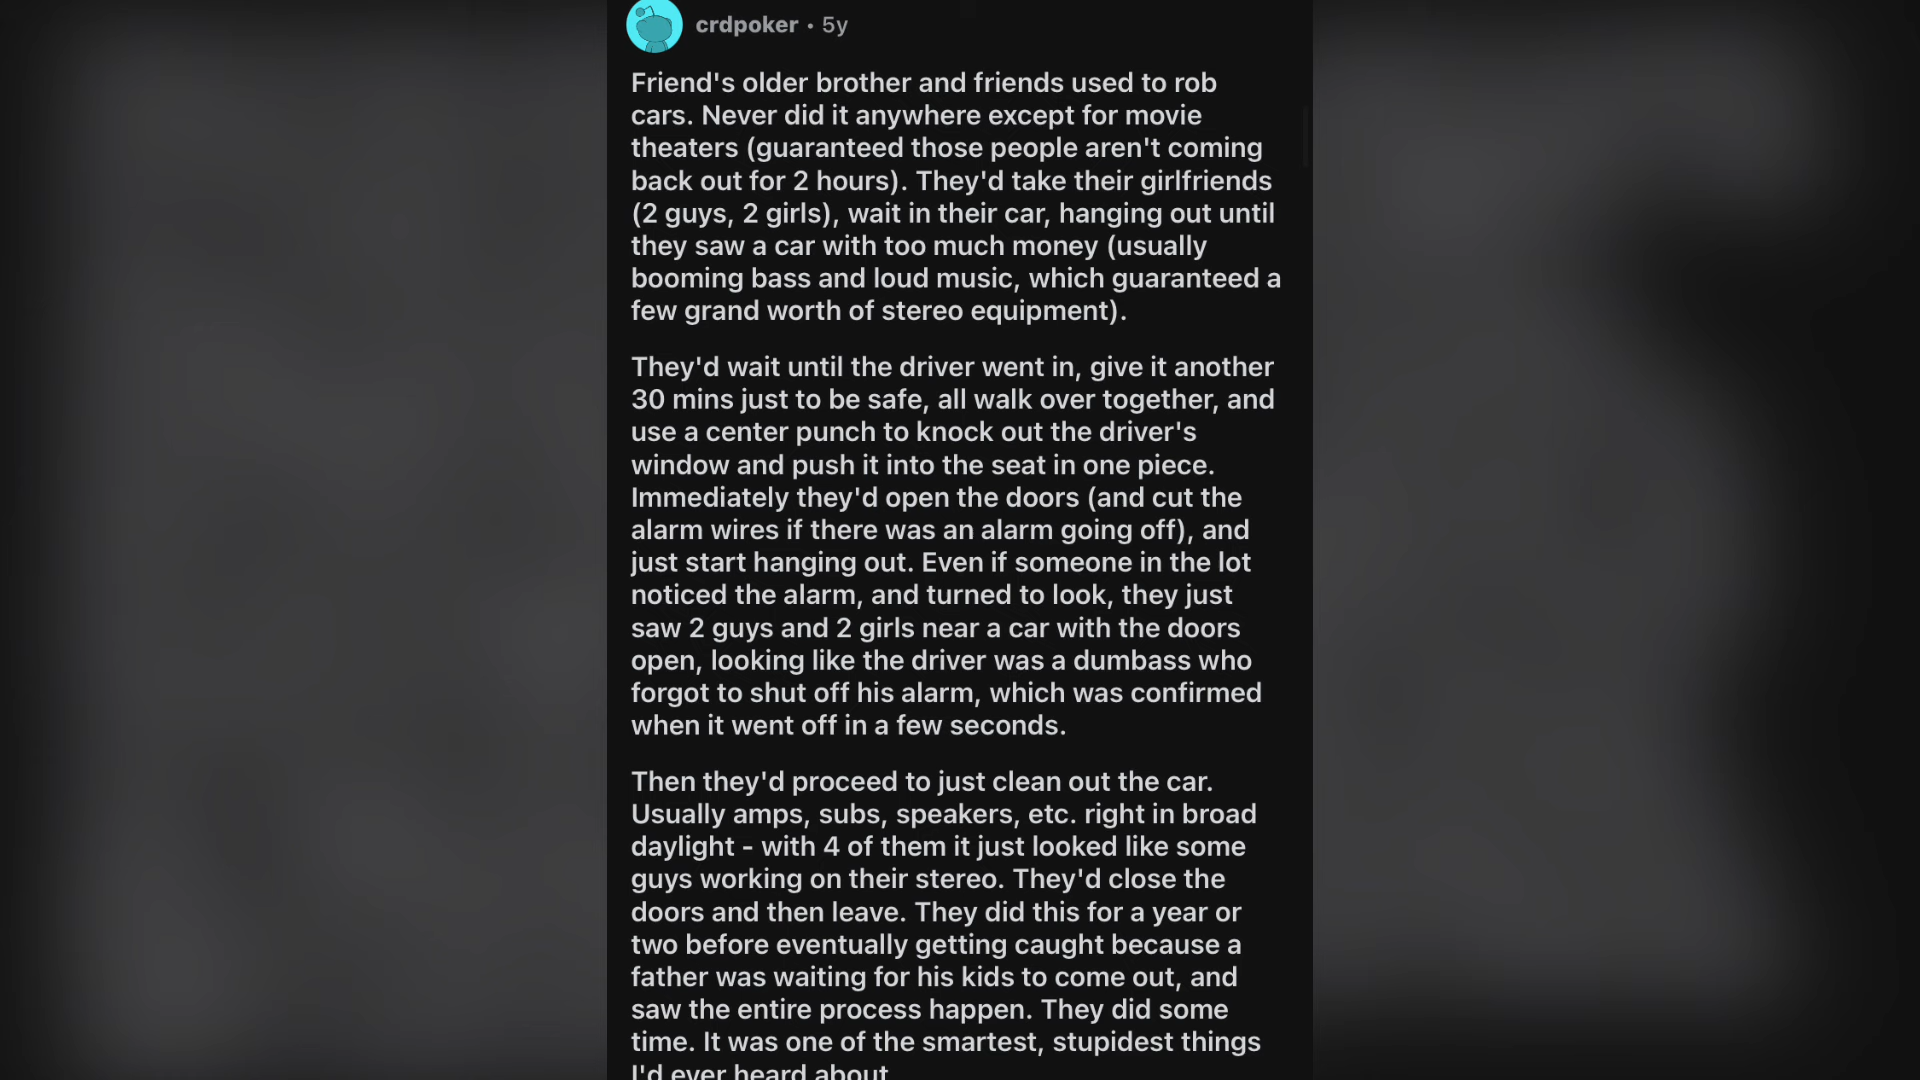 crdpoker • 5y
Friend's older brother and friends used to rob
cars. Never did it anywhere except for movie
theaters (guaranteed those people aren't coming
back out for 2 hours). They'd take their girlfriends
(2 guys, 2 girls), wait in their car, hanging out until
they saw a car with too much money (usually
booming bass and loud music, which guaranteed a
few grand worth of stereo equipment).
They'd wait until the driver went in, give it another
30 mins just to be safe, all walk over together, and
use a center punch to knock out the driver's
window and push it into the seat in one piece.
Immediately they'd open the doors (and cut the
alarm wires if there was an alarm going off), and
just start hanging out. Even if someone in the lot
noticed the alarm, and turned to look, they just
saw 2 guys and 2 girls near a car with the doors
open, looking like the driver was a dumbass who
forgot to shut off his alarm, which was confirmed
when it went off in a few seconds.
Then they'd proceed to just clean out the car.
Usually amps, subs, speakers, etc. right in broad
daylight - with 4 of them it just looked like some
guys working on their stereo. They'd close the
doors and then leave. They did this for a year or
two before eventually getting caught because a
father was waiting for his kids to come out, and
saw the entire process happen. They did some
time. It was one of the smartest, stupidest things
I'd ever heard about